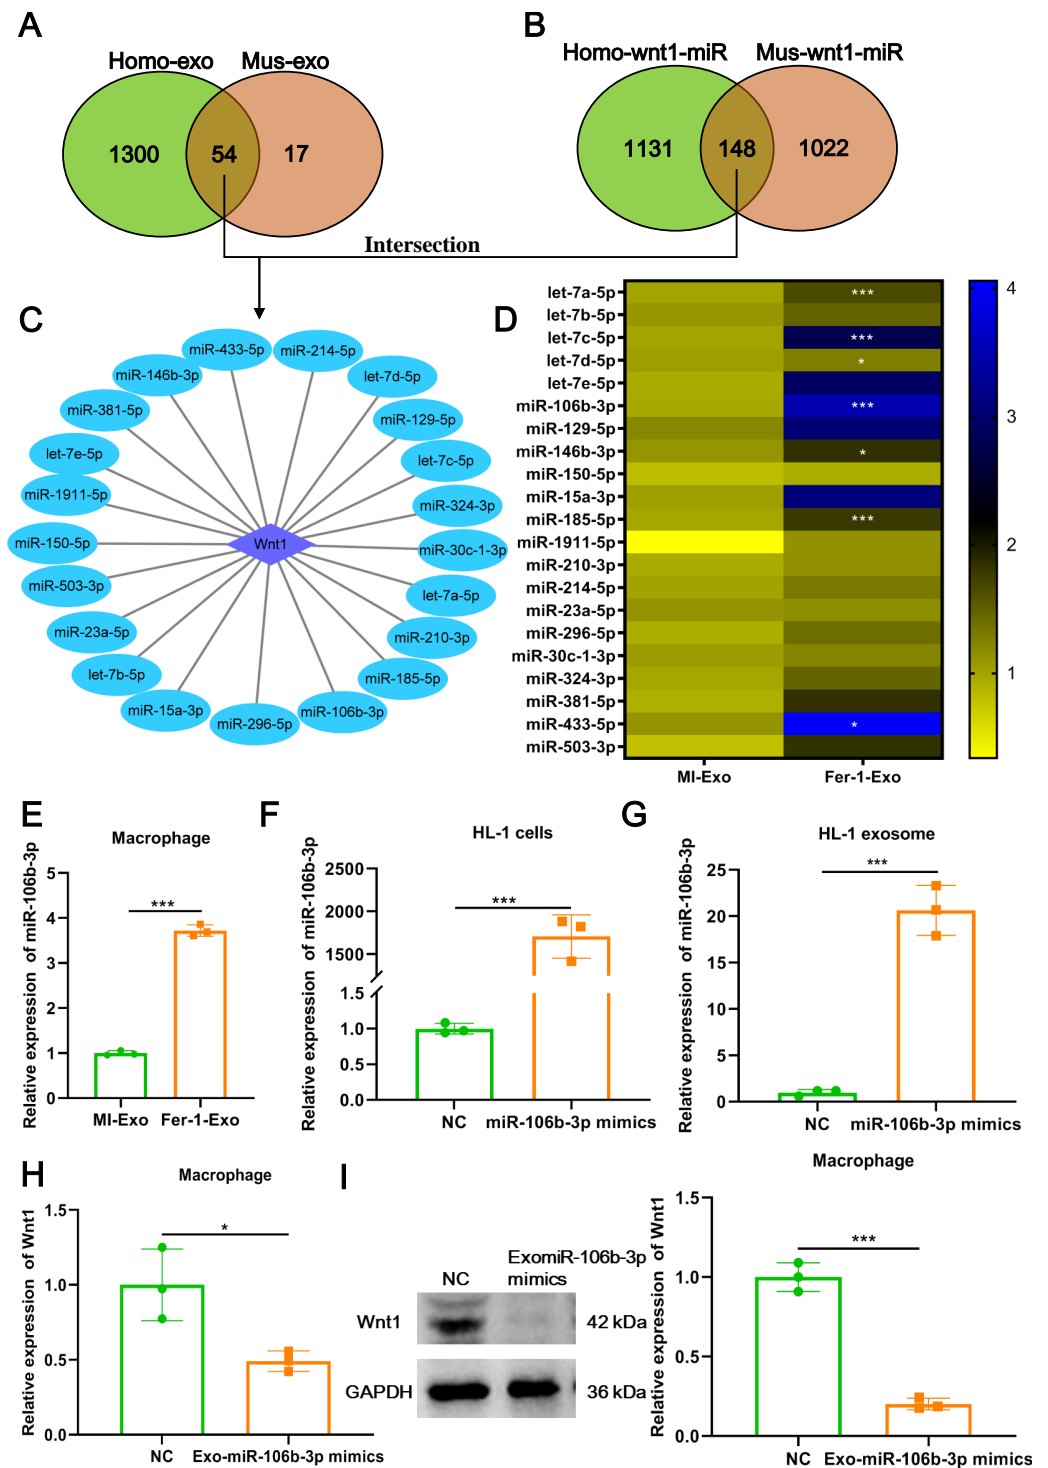 A
Homo-exo
Mus-exo
1300
54
17
B
Homo-wnt1-miR
Mus-wnt1-miR
1131
148
1022
Intersection
C
miR-433-5p
miR-214-5p
miR-146b-3p
let-7d-5p
miR-381-5p
miR-129-5p
let-7e-5p
let-7c-5p
miR-1911-5p
miR-324-3p
Wnt1
miR-150-5p
miR-30c-1-3p
miR-503-3p
let-7a-5p
miR-23a-5p
miR-210-3p
let-7b-5p
miR-185-5p
miR-15a-3p
miR-296-5p
miR-106b-3p
D
let-7a-5p ***
let-7b-5p
let-7c-5p ***
let-7d-5p *
let-7e-5p
miR-106b-3p ***
miR-129-5p
miR-146b-3p *
miR-150-5p
miR-15a-3p
miR-185-5p ***
miR-1911-5p
miR-210-3p
miR-214-5p
miR-23a-5p
miR-296-5p
miR-30c-1-3p
miR-324-3p
miR-381-5p
miR-433-5p *
miR-503-3p
MI-Exo
Fer-1-Exo
4
3
2
1
E
Macrophage
Relative expression of miR-106b-3p
5
4
3
2
1
0
***
MI-Exo
Fer-1-Exo
F
HL-1 cells
Relative expression of miR-106b-3p
2500
2000
1500
1.5
1.0
0.5
0.0
***
NC
miR-106b-3p mimics
G
HL-1 exosome
Relative expression of miR-106b-3p
25
20
15
10
5
0
***
NC
miR-106b-3p mimics
H
Macrophage
Relative expression of Wnt1
1.5
1.0
0.5
0.0
*
NC
Exo-miR-106b-3p mimics
I
NC
ExomiR-106b-3p
mimics
Wnt1
42 kDa
GAPDH
36 kDa
Macrophage
Relative expression of Wnt1
1.5
1.0
0.5
0.0
***
NC
Exo-miR-106b-3p mimics